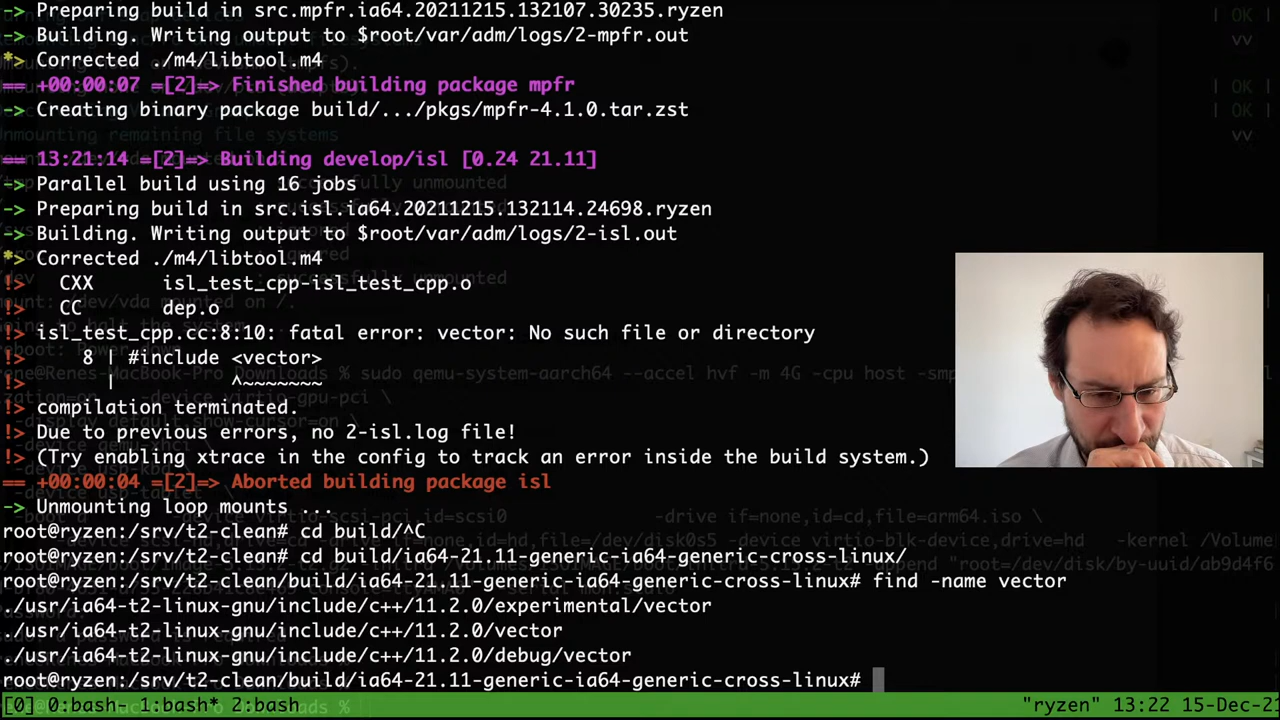 -> Preparing build in src.mpfr.ia64.20211215.132107.30235.ryzen
-> Building. Writing output to $root/var/adm/logs/2-mpfr.out
*> Corrected ./m4/libtool.m4
== +00:00:07 =[2]=> Finished building package mpfr
-> Creating binary package build/.../pkgs/mpfr-4.1.0.tar.zst
== 13:21:14 =[2]=> Building develop/isl [0.24 21.11]
-> Parallel build using 16 jobs
-> Preparing build in src.isl.ia64.20211215.132114.24698.ryzen
-> Building. Writing output to $root/var/adm/logs/2-isl.out
*> Corrected ./m4/libtool.m4
!> CXX isl_test_cpp-isl_test_cpp.o
!> CC dep.o
!> isl_test_cpp.cc:8:10: fatal error: vector: No such file or directory
!> 8 | #include <vector>
!> | ^~~~~~~~
!> compilation terminated.
!> Due to previous errors, no 2-isl.log file!
!> (Try enabling xtrace in the config to track an error inside the build system.)
== +00:00:04 =[2]=> Aborted building package isl
-> Unmounting loop mounts ...
root@ryzen:/srv/t2-clean# cd build/^C
root@ryzen:/srv/t2-clean# cd build/ia64-21.11-generic-ia64-generic-cross-linux/
root@ryzen:/srv/t2-clean/build/ia64-21.11-generic-ia64-generic-cross-linux# find -name vector
./usr/ia64-t2-linux-gnu/include/c++/11.2.0/experimental/vector
./usr/ia64-t2-linux-gnu/include/c++/11.2.0/vector
./usr/ia64-t2-linux-gnu/include/c++/11.2.0/debug/vector
root@ryzen:/srv/t2-clean/build/ia64-21.11-generic-ia64-generic-cross-linux#
[0] 0:bash- 1:bash* 2:bash "ryzen" 13:22 15-Dec-21